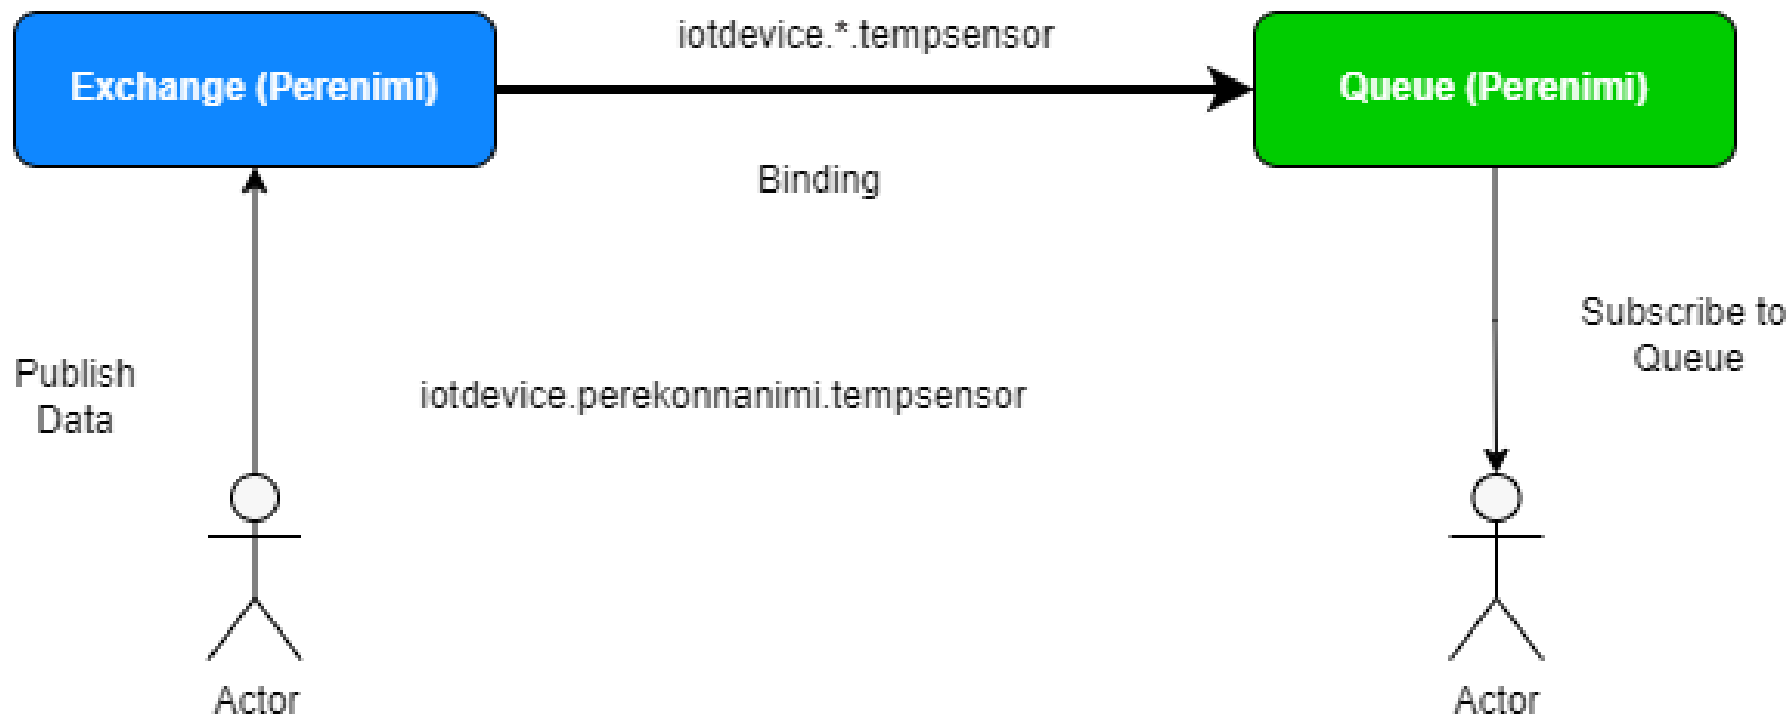 iotdevice.*.tempsensor
Exchange (Perenimi)
Queue (Perenimi)
Binding
Subscribe to
Queue
Publish
Data
iotdevice.perekonnanimi.tempsensor
Actor
Actor